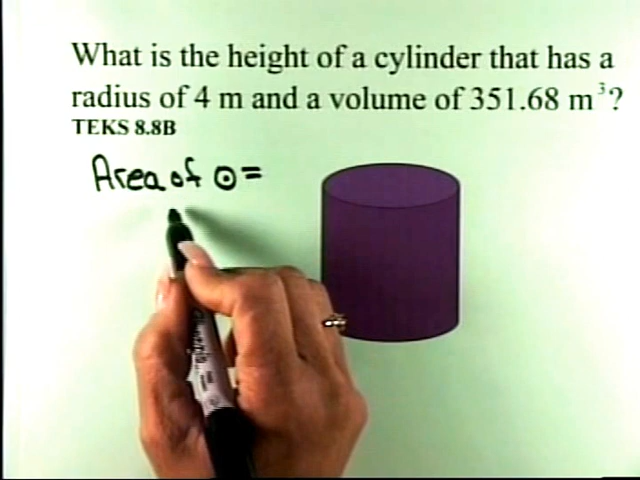 What is the height of a cylinder that has a
radius of 4 m and a volume of 351.68 m³?
TEKS 8.8B
Area of ⊙=